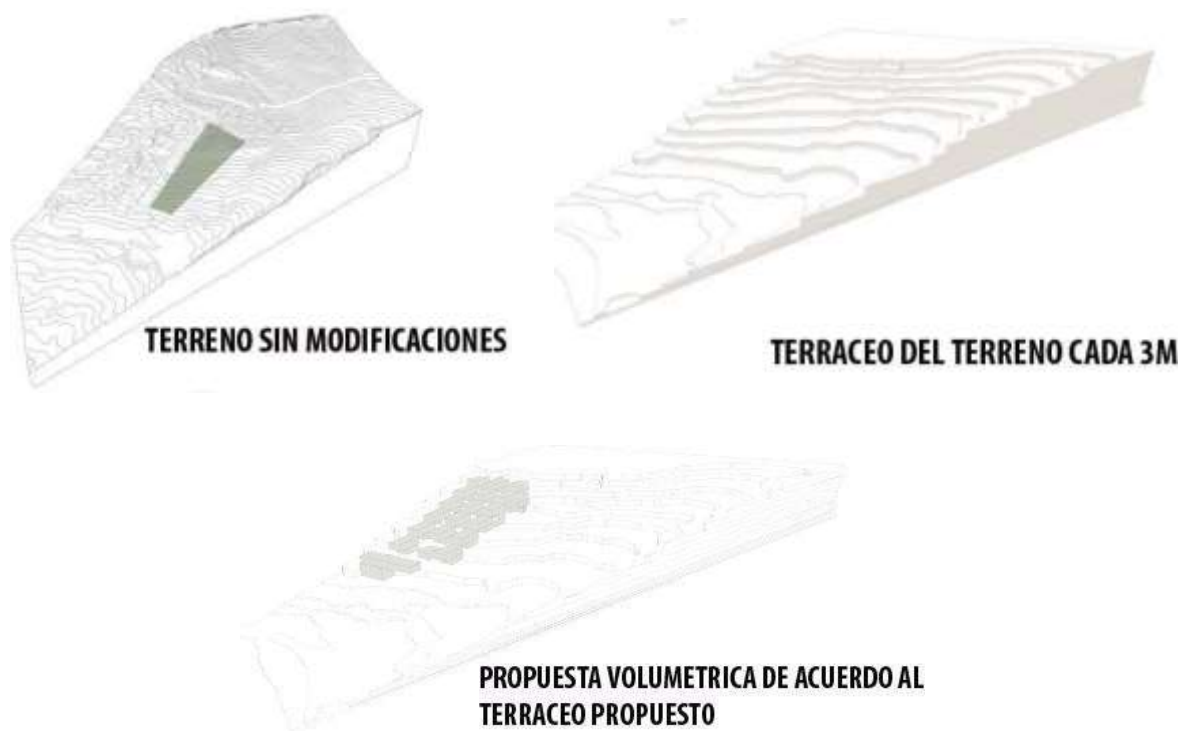 TERRENO SIN MODIFICACIONES
TERRACEO DEL TERRENO CADA 3M
PROPUESTA VOLUMETRICA DE ACUERDO AL
TERRACEO PROPUESTO